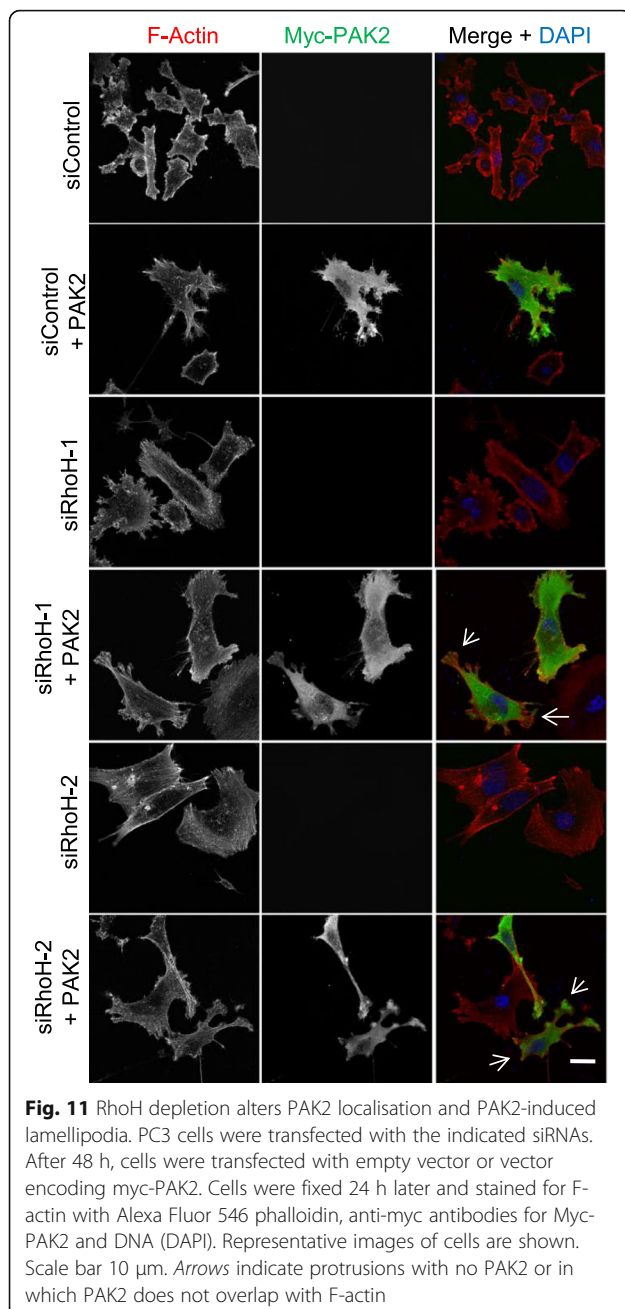 F-Actin Myc-PAK2 Merge + DAPI
siControl
siControl
+ PAK2
siRhoH-1
siRhoH-1
+ PAK2
siRhoH-2
siRhoH-2
+ PAK2
Fig. 11 RhoH depletion alters PAK2 localisation and PAK2-induced
lamellipodia. PC3 cells were transfected with the indicated siRNAs.
After 48 h, cells were transfected with empty vector or vector
encoding myc-PAK2. Cells were fixed 24 h later and stained for F-
actin with Alexa Fluor 546 phalloidin, anti-myc antibodies for Myc-
PAK2 and DNA (DAPI). Representative images of cells are shown.
Scale bar 10 μm. Arrows indicate protrusions with no PAK2 or in
which PAK2 does not overlap with F-actin